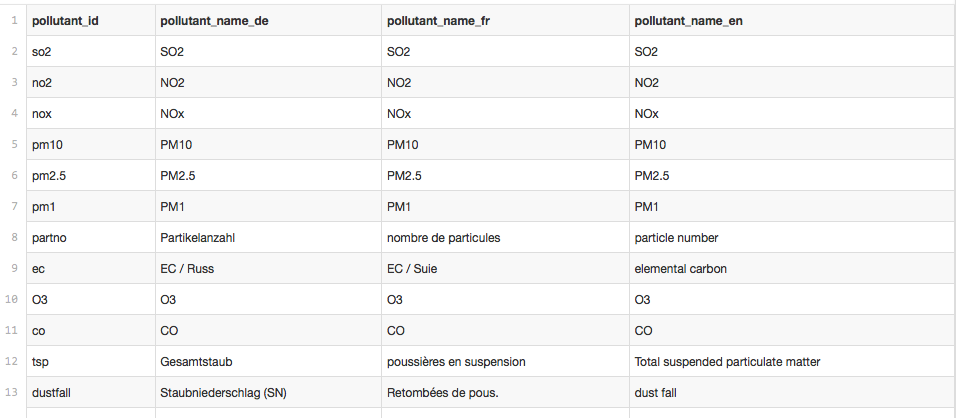 1 pollutant_id pollutant_name_de pollutant_name_fr pollutant_name_en
2 so2 SO2 SO2 SO2
3 no2 NO2 NO2 NO2
4 nox NOx NOx NOx
5 pm10 PM10 PM10 PM10
6 pm2.5 PM2.5 PM2.5 PM2.5
7 pm1 PM1 PM1 PM1
8 partno Partikelanzahl nombre de particules particle number
9 ec EC / Russ EC / Suie elemental carbon
10 O3 O3 O3 O3
11 co CO CO CO
12 tsp Gesamtstaub poussières en suspension Total suspended particulate matter
13 dustfall Staubniederschlag (SN) Retombées de pous. dust fall